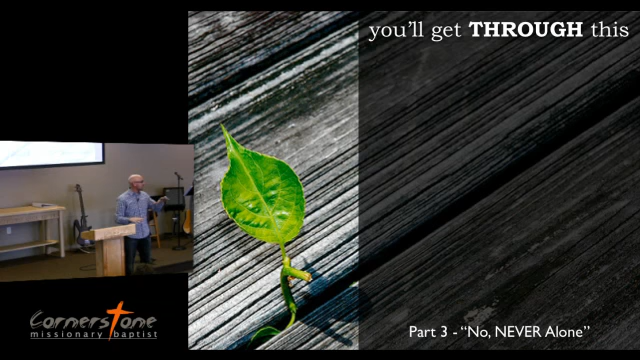 you'll get THROUGH this
Part 3 - “No, NEVER Alone”
Cornerstone
missionary baptist